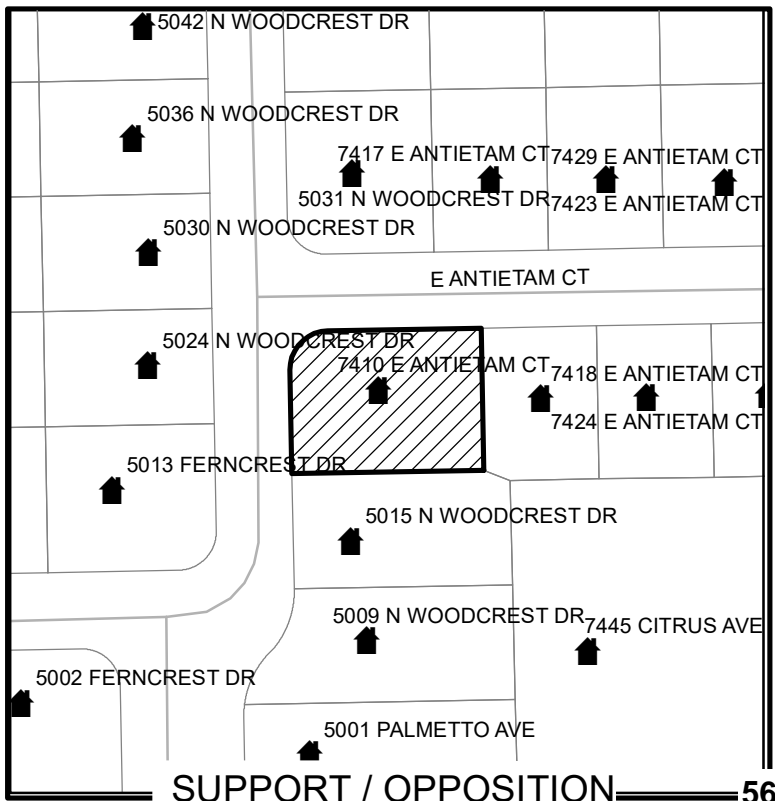 5042 N WOODCREST DR
5036 N WOODCREST DR
7417 E ANTIETAM CT
7429 E ANTIETAM CT
5031 N WOODCREST DR
7423 E ANTIETAM CT
5030 N WOODCREST DR
E ANTIETAM CT
5024 N WOODCREST DR
7410 E ANTIETAM CT
7418 E ANTIETAM CT
7424 E ANTIETAM CT
5013 FERNCREST DR
5015 N WOODCREST DR
5009 N WOODCREST DR
7445 CITRUS AVE
5002 FERNCREST DR
5001 PALMETTO AVE
SUPPORT / OPPOSITION
56